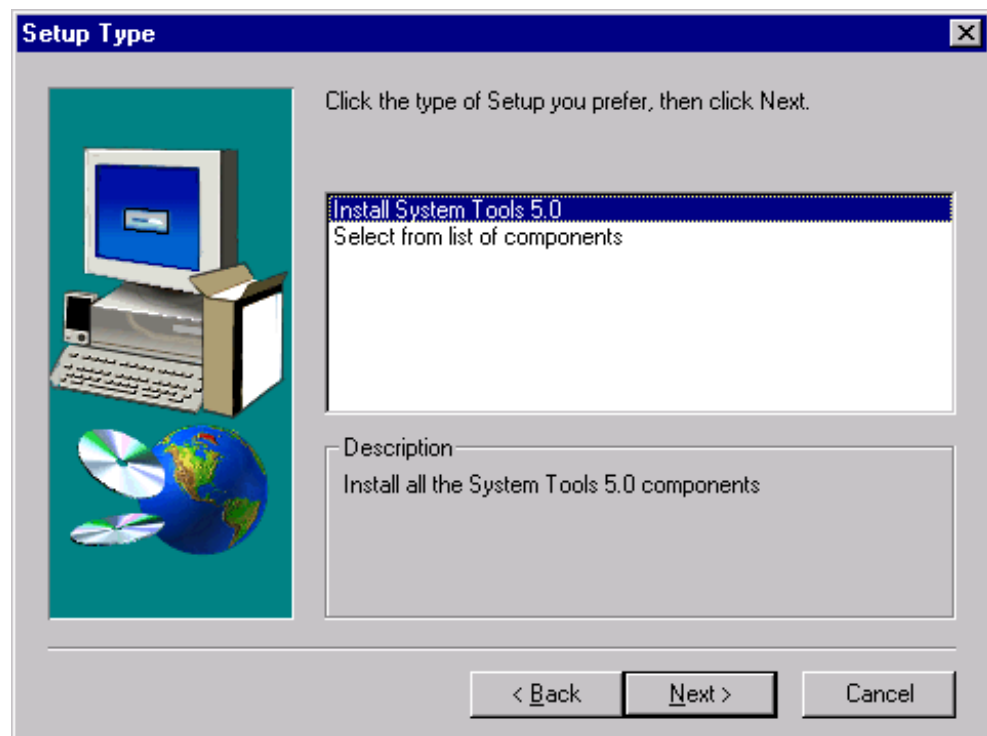 Setup Type
Click the type of Setup you prefer, then click Next.
Install System Tools 5.0
Select from list of components
Description
Install all the System Tools 5.0 components
< Back
Next >
Cancel